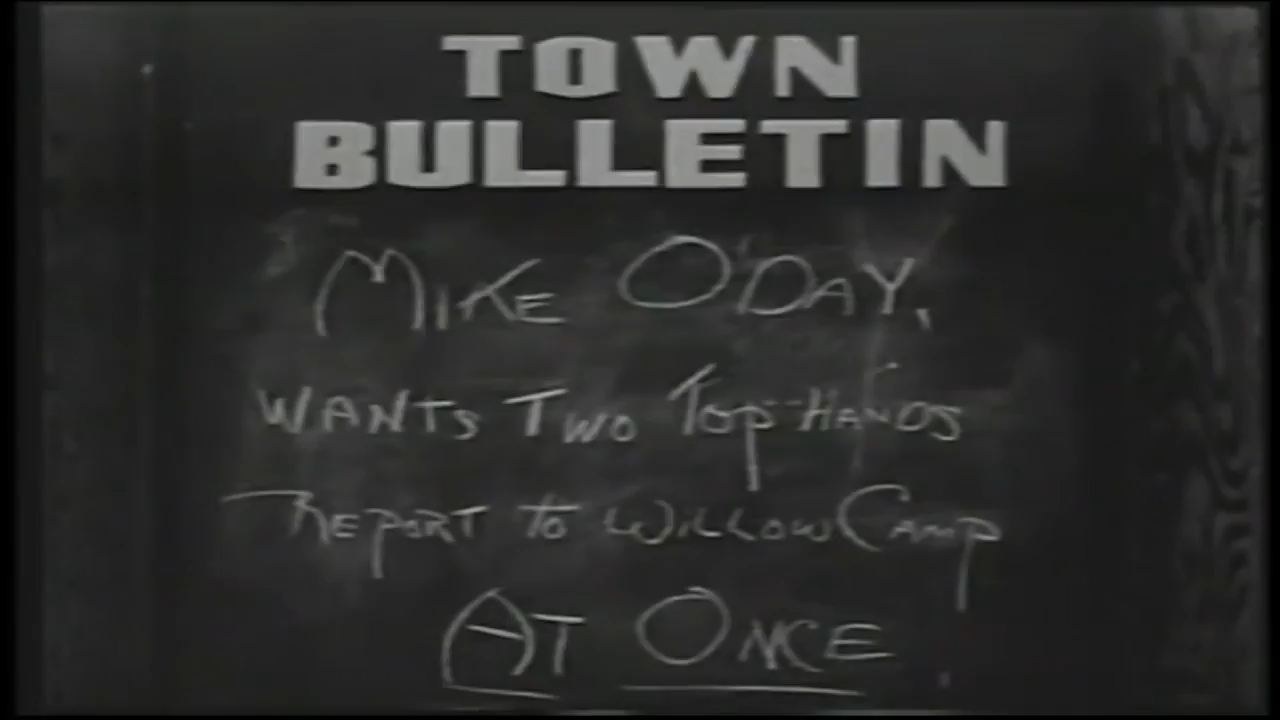 TOWN
BULLETIN
MIKE O'DAY,
WANTS TWO TOP-HANDS
REPORT TO WILLOW CAMP
AT ONCE